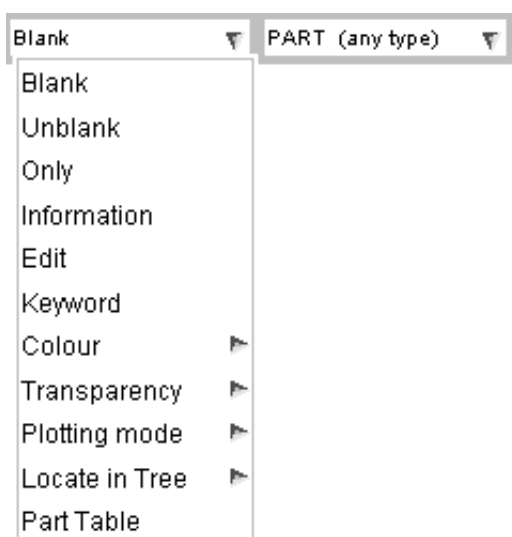 Blank PART (any type)
Blank
Unblank
Only
Information
Edit
Keyword
Colour
Transparency
Plotting mode
Locate in Tree
Part Table